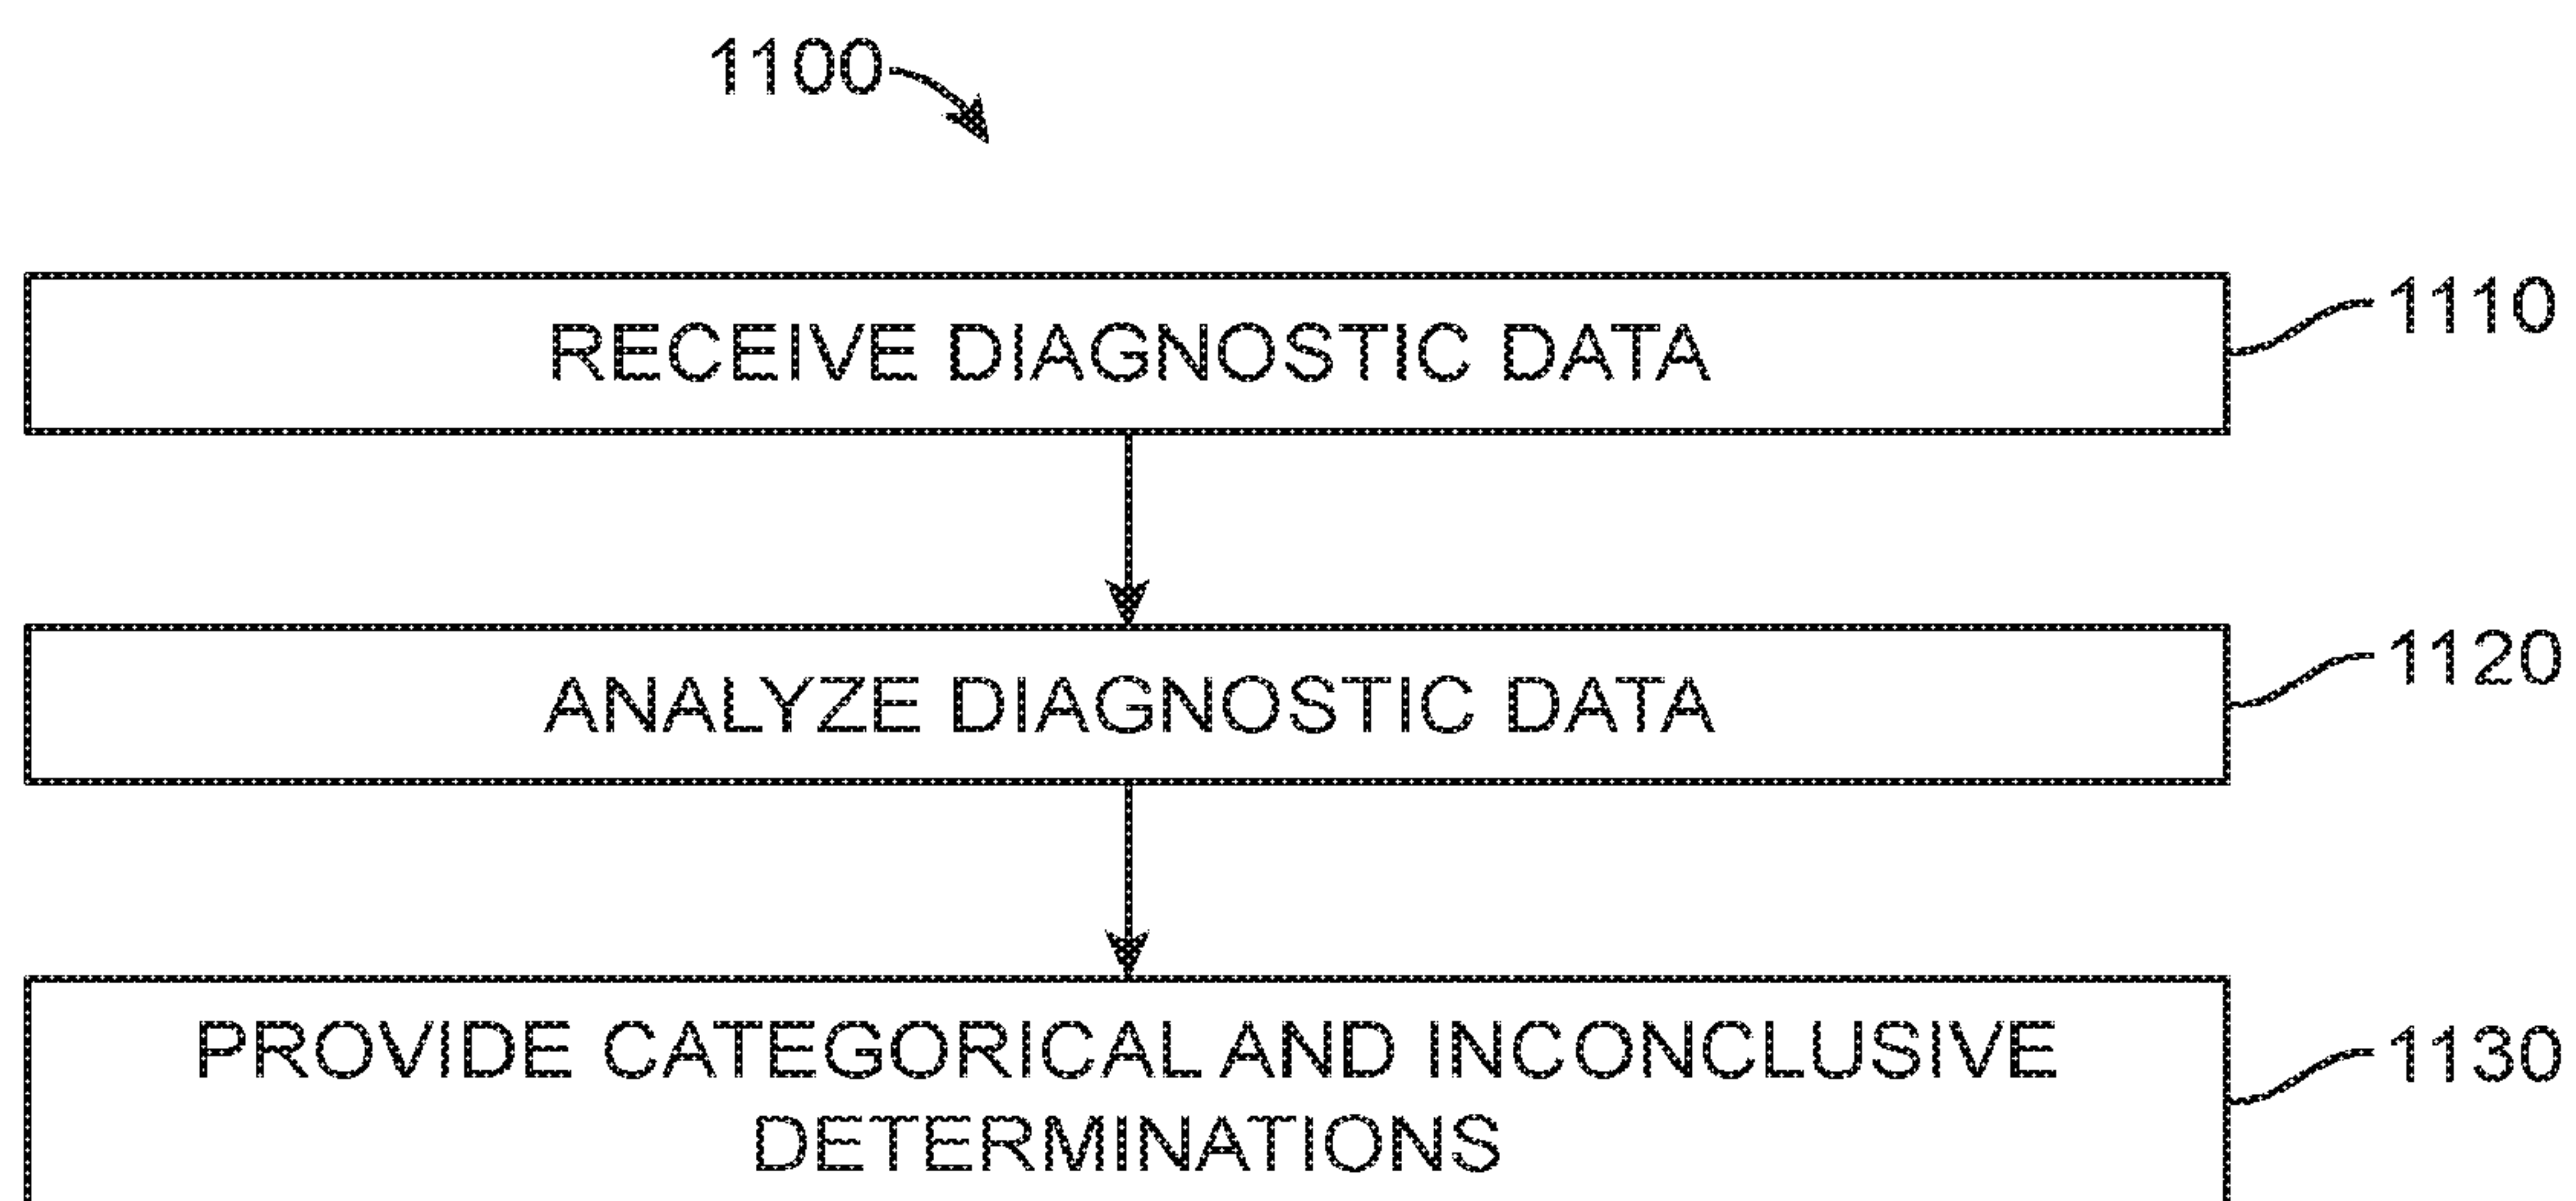 1100
RECEIVE DIAGNOSTIC DATA
1110
ANALYZE DIAGNOSTIC DATA
1120
PROVIDE CATEGORICAL AND INCONCLUSIVE
DETERMINATIONS
1130